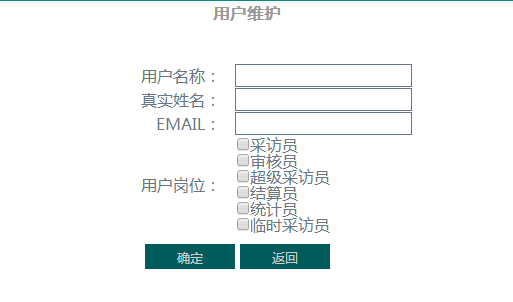 用户维护
用户名称：
真实姓名：
EMAIL：
用户岗位：
采访员
审核员
超级采访员
结算员
统计员
临时采访员
确定 返回